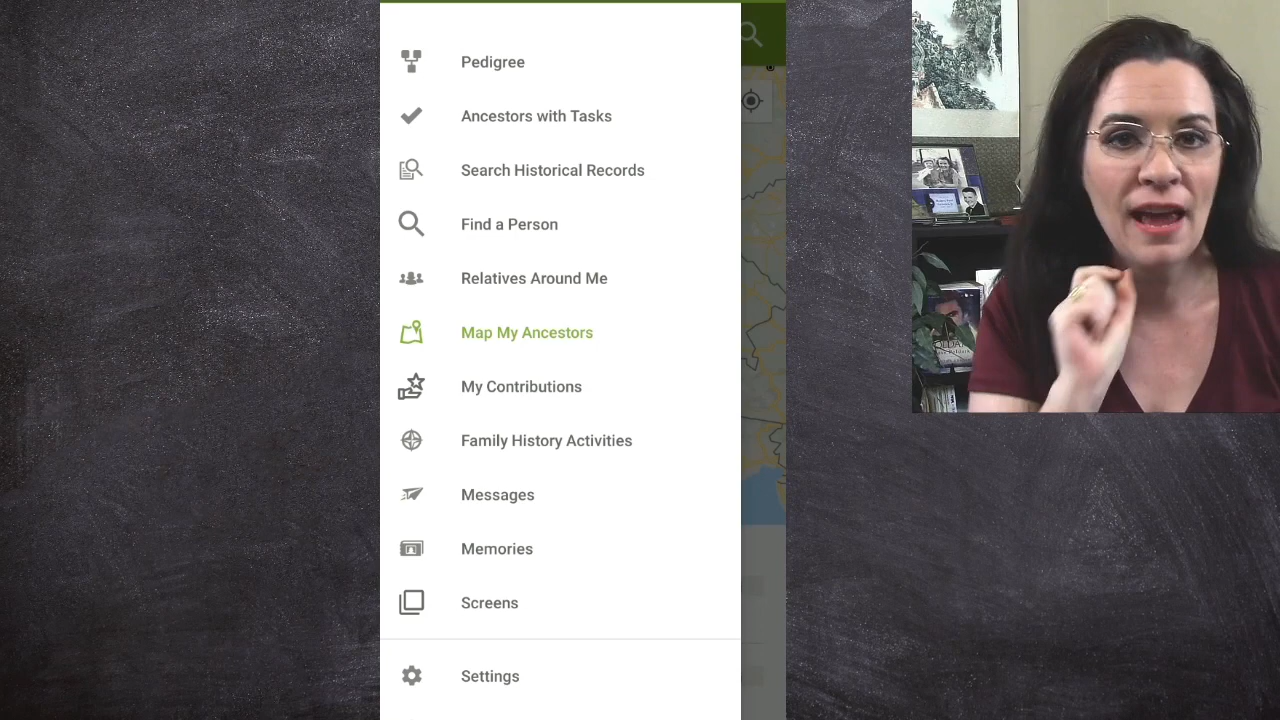 Pedigree
Ancestors with Tasks
Search Historical Records
Find a Person
Relatives Around Me
Map My Ancestors
My Contributions
Family History Activities
Messages
Memories
Screens
Settings